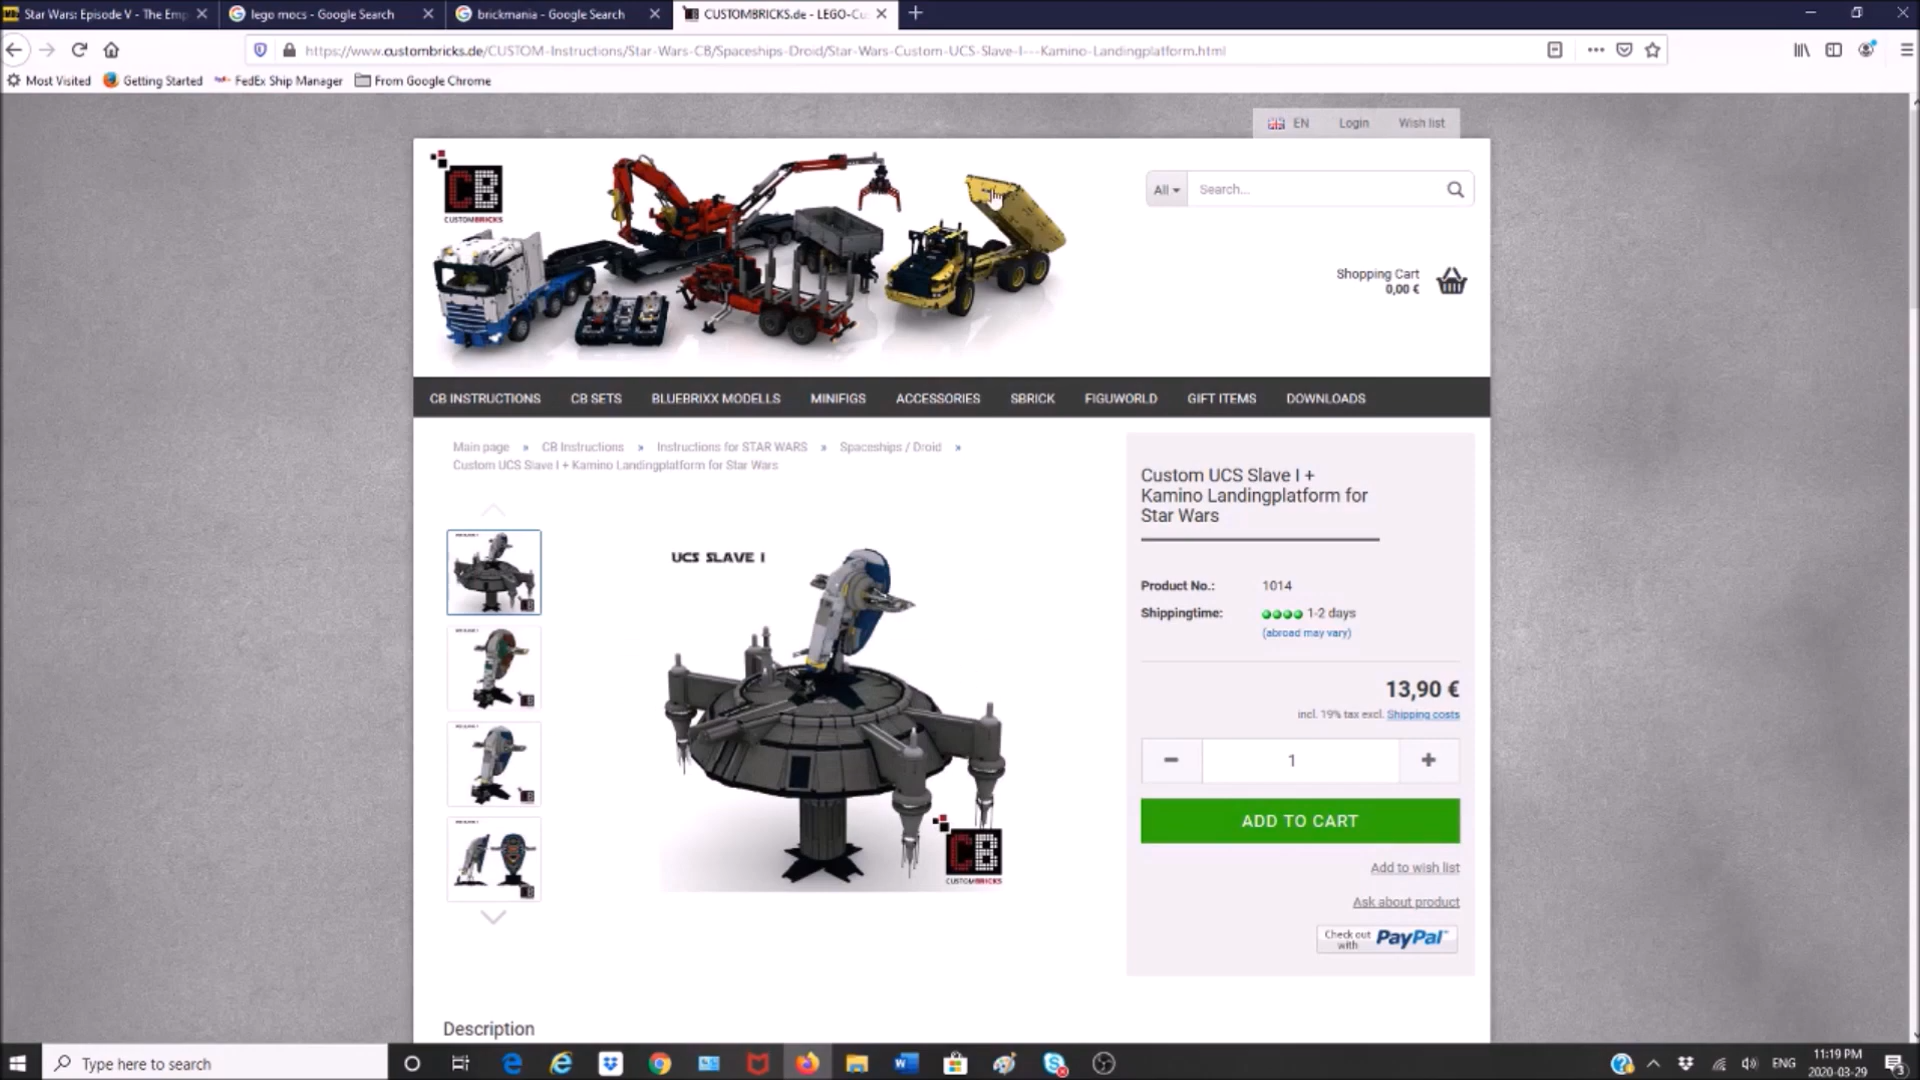 Star Wars: Episode V - The Emp
lego mocs - Google Search
brickmania - Google Search
CUSTOMBRICKS.de - LEGO-Cu
https://www.custombricks.de/CUSTOM-Instructions/Star-Wars-CB/Spaceships-Droid/Star-Wars-Custom-UCS-Slave-I---Kamino-Landingplatform.html
Most Visited
Getting Started
FedEx Ship Manager
From Google Chrome
EN
Login
Wish list
CB
CUSTOMBRICKS
All
Search...
Shopping Cart
0,00 €
CB INSTRUCTIONS
CB SETS
BLUEBRIXX MODELLS
MINIFIGS
ACCESSORIES
SBRICK
FIGUWORLD
GIFT ITEMS
DOWNLOADS
Main page » CB Instructions » Instructions for STAR WARS » Spaceships / Droid »
Custom UCS Slave I + Kamino Landingplatform for Star Wars
UCS SLAVE I
CB
CUSTOMBRICKS
Custom UCS Slave I +
Kamino Landingplatform for
Star Wars
Product No.: 1014
Shippingtime: 1-2 days
(abroad may vary)
13,90 €
incl. 19% tax excl. Shipping costs
1
ADD TO CART
Add to wish list
Ask about product
Check out
with
PayPal
Description
Type here to search
ENG
11:19 PM
2020-03-29